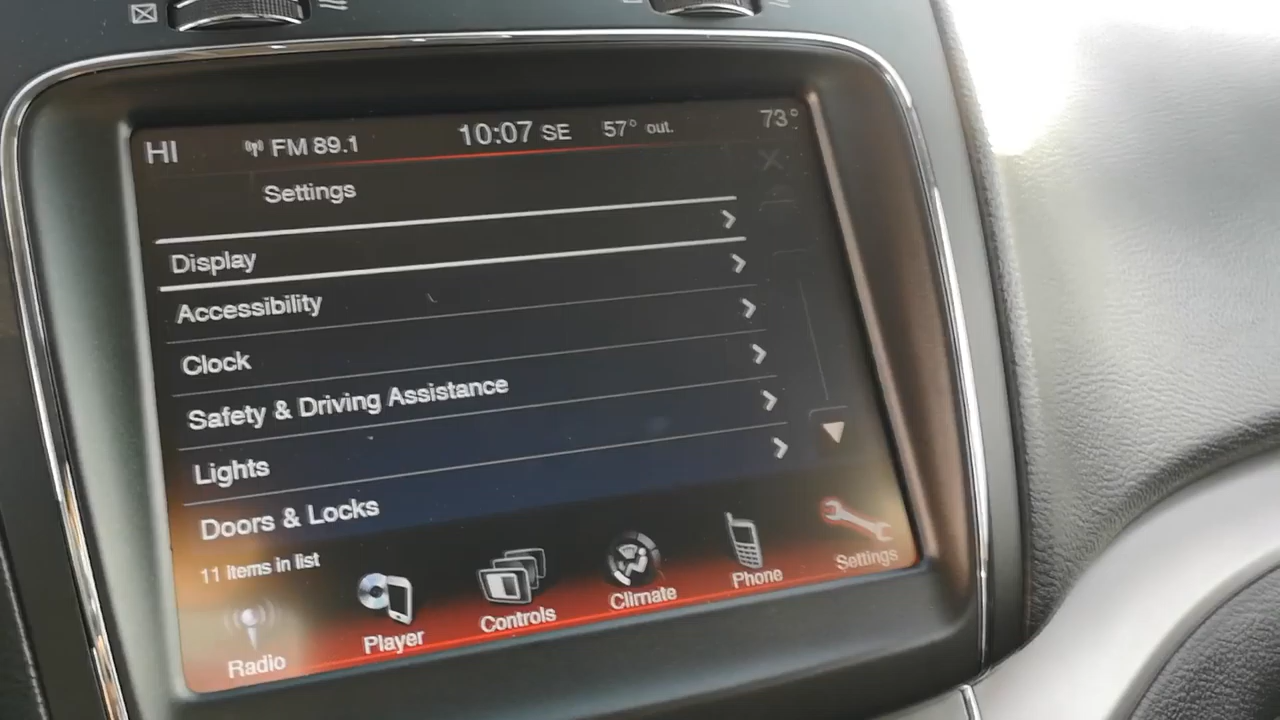 HI FM 89.1 10:07 SE 57° out. 73°
Settings
Display
Accessibility
Clock
Safety & Driving Assistance
Lights
Doors & Locks
11 items in list
Radio Player Controls Climate Phone Settings